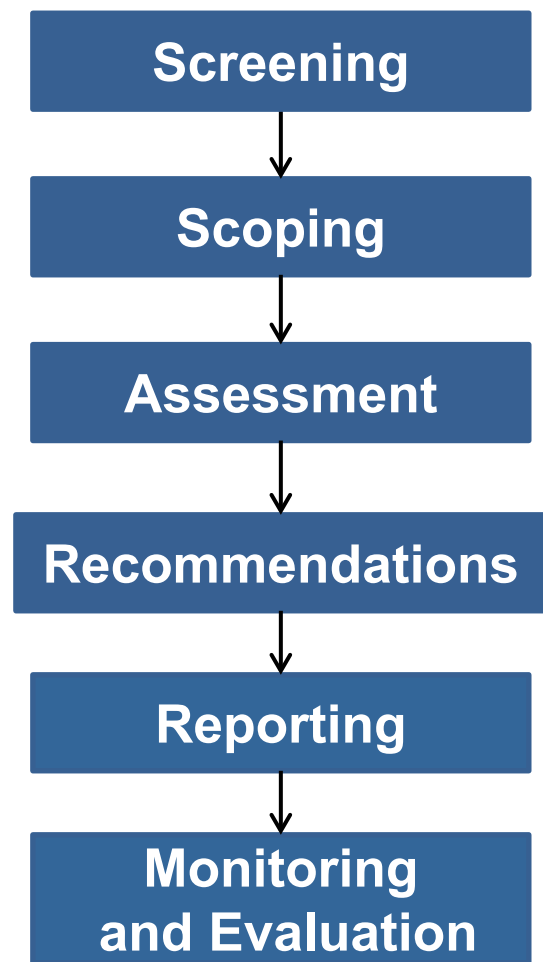 Screening
Scoping
Assessment
Recommendations
Reporting
Monitoring
and Evaluation